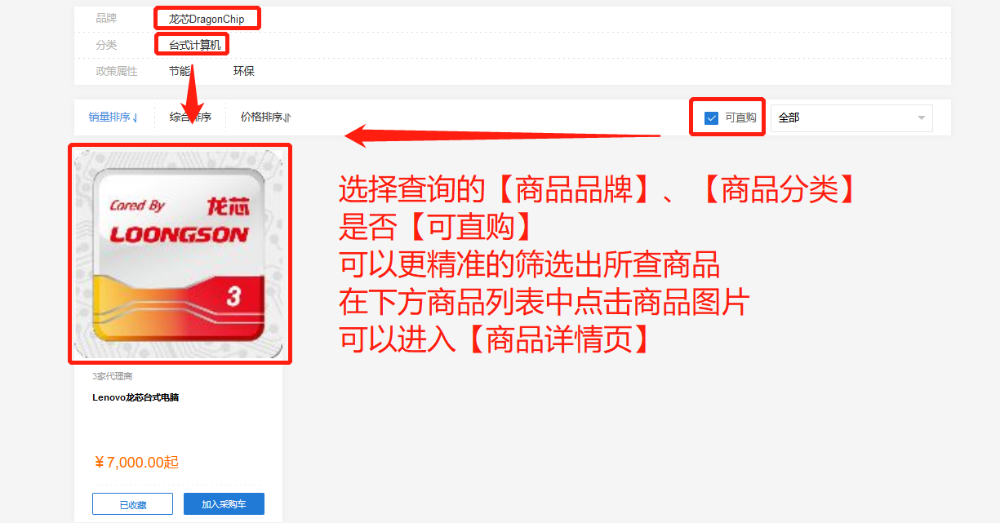 品牌 龙芯DragonChip
分类 台式计算机
政策属性 节能 环保
销量排序 综合排序 价格排序 可直购 全部
Cored By 龙芯
LOONGSON
3
选择查询的【商品品牌】、【商品分类】
是否【可直购】
可以更精准的筛选出所查商品
在下方商品列表中点击商品图片
可以进入【商品详情页】
3家代理商
Lenovo龙芯台式电脑
¥7,000.00起
已收藏 加入采购车